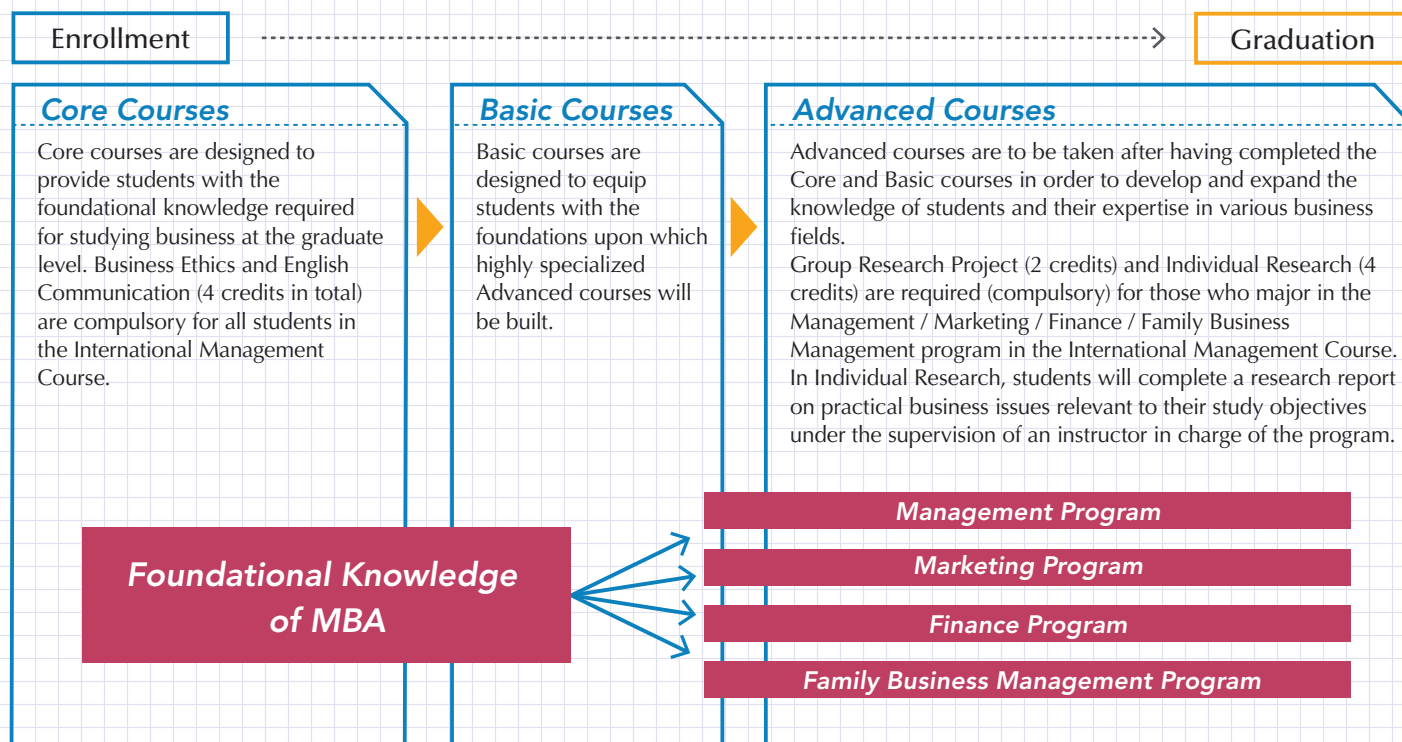 Enrollment
Graduation
Core Courses
Core courses are designed to
provide students with the
foundational knowledge required
for studying business at the graduate
level. Business Ethics and English
Communication (4 credits in total)
are compulsory for all students in
the International Management
Course.
Basic Courses
Basic courses are
designed to equip
students with the
foundations upon which
highly specialized
Advanced courses will
be built.
Advanced Courses
Advanced courses are to be taken after having completed the
Core and Basic courses in order to develop and expand the
knowledge of students and their expertise in various business
fields.
Group Research Project (2 credits) and Individual Research (4
credits) are required (compulsory) for those who major in the
Management / Marketing / Finance / Family Business
Management program in the International Management Course.
In Individual Research, students will complete a research report
on practical business issues relevant to their study objectives
under the supervision of an instructor in charge of the program.
Foundational Knowledge
of MBA
Management Program
Marketing Program
Finance Program
Family Business Management Program